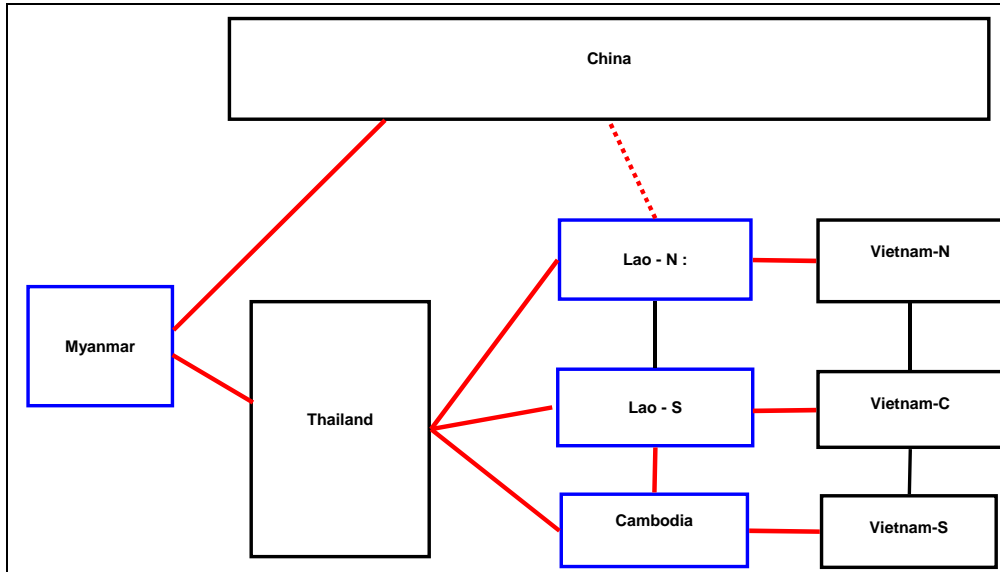 China
Lao - N :
Vietnam-N
Myanmar
Thailand
Lao - S
Vietnam-C
Cambodia
Vietnam-S